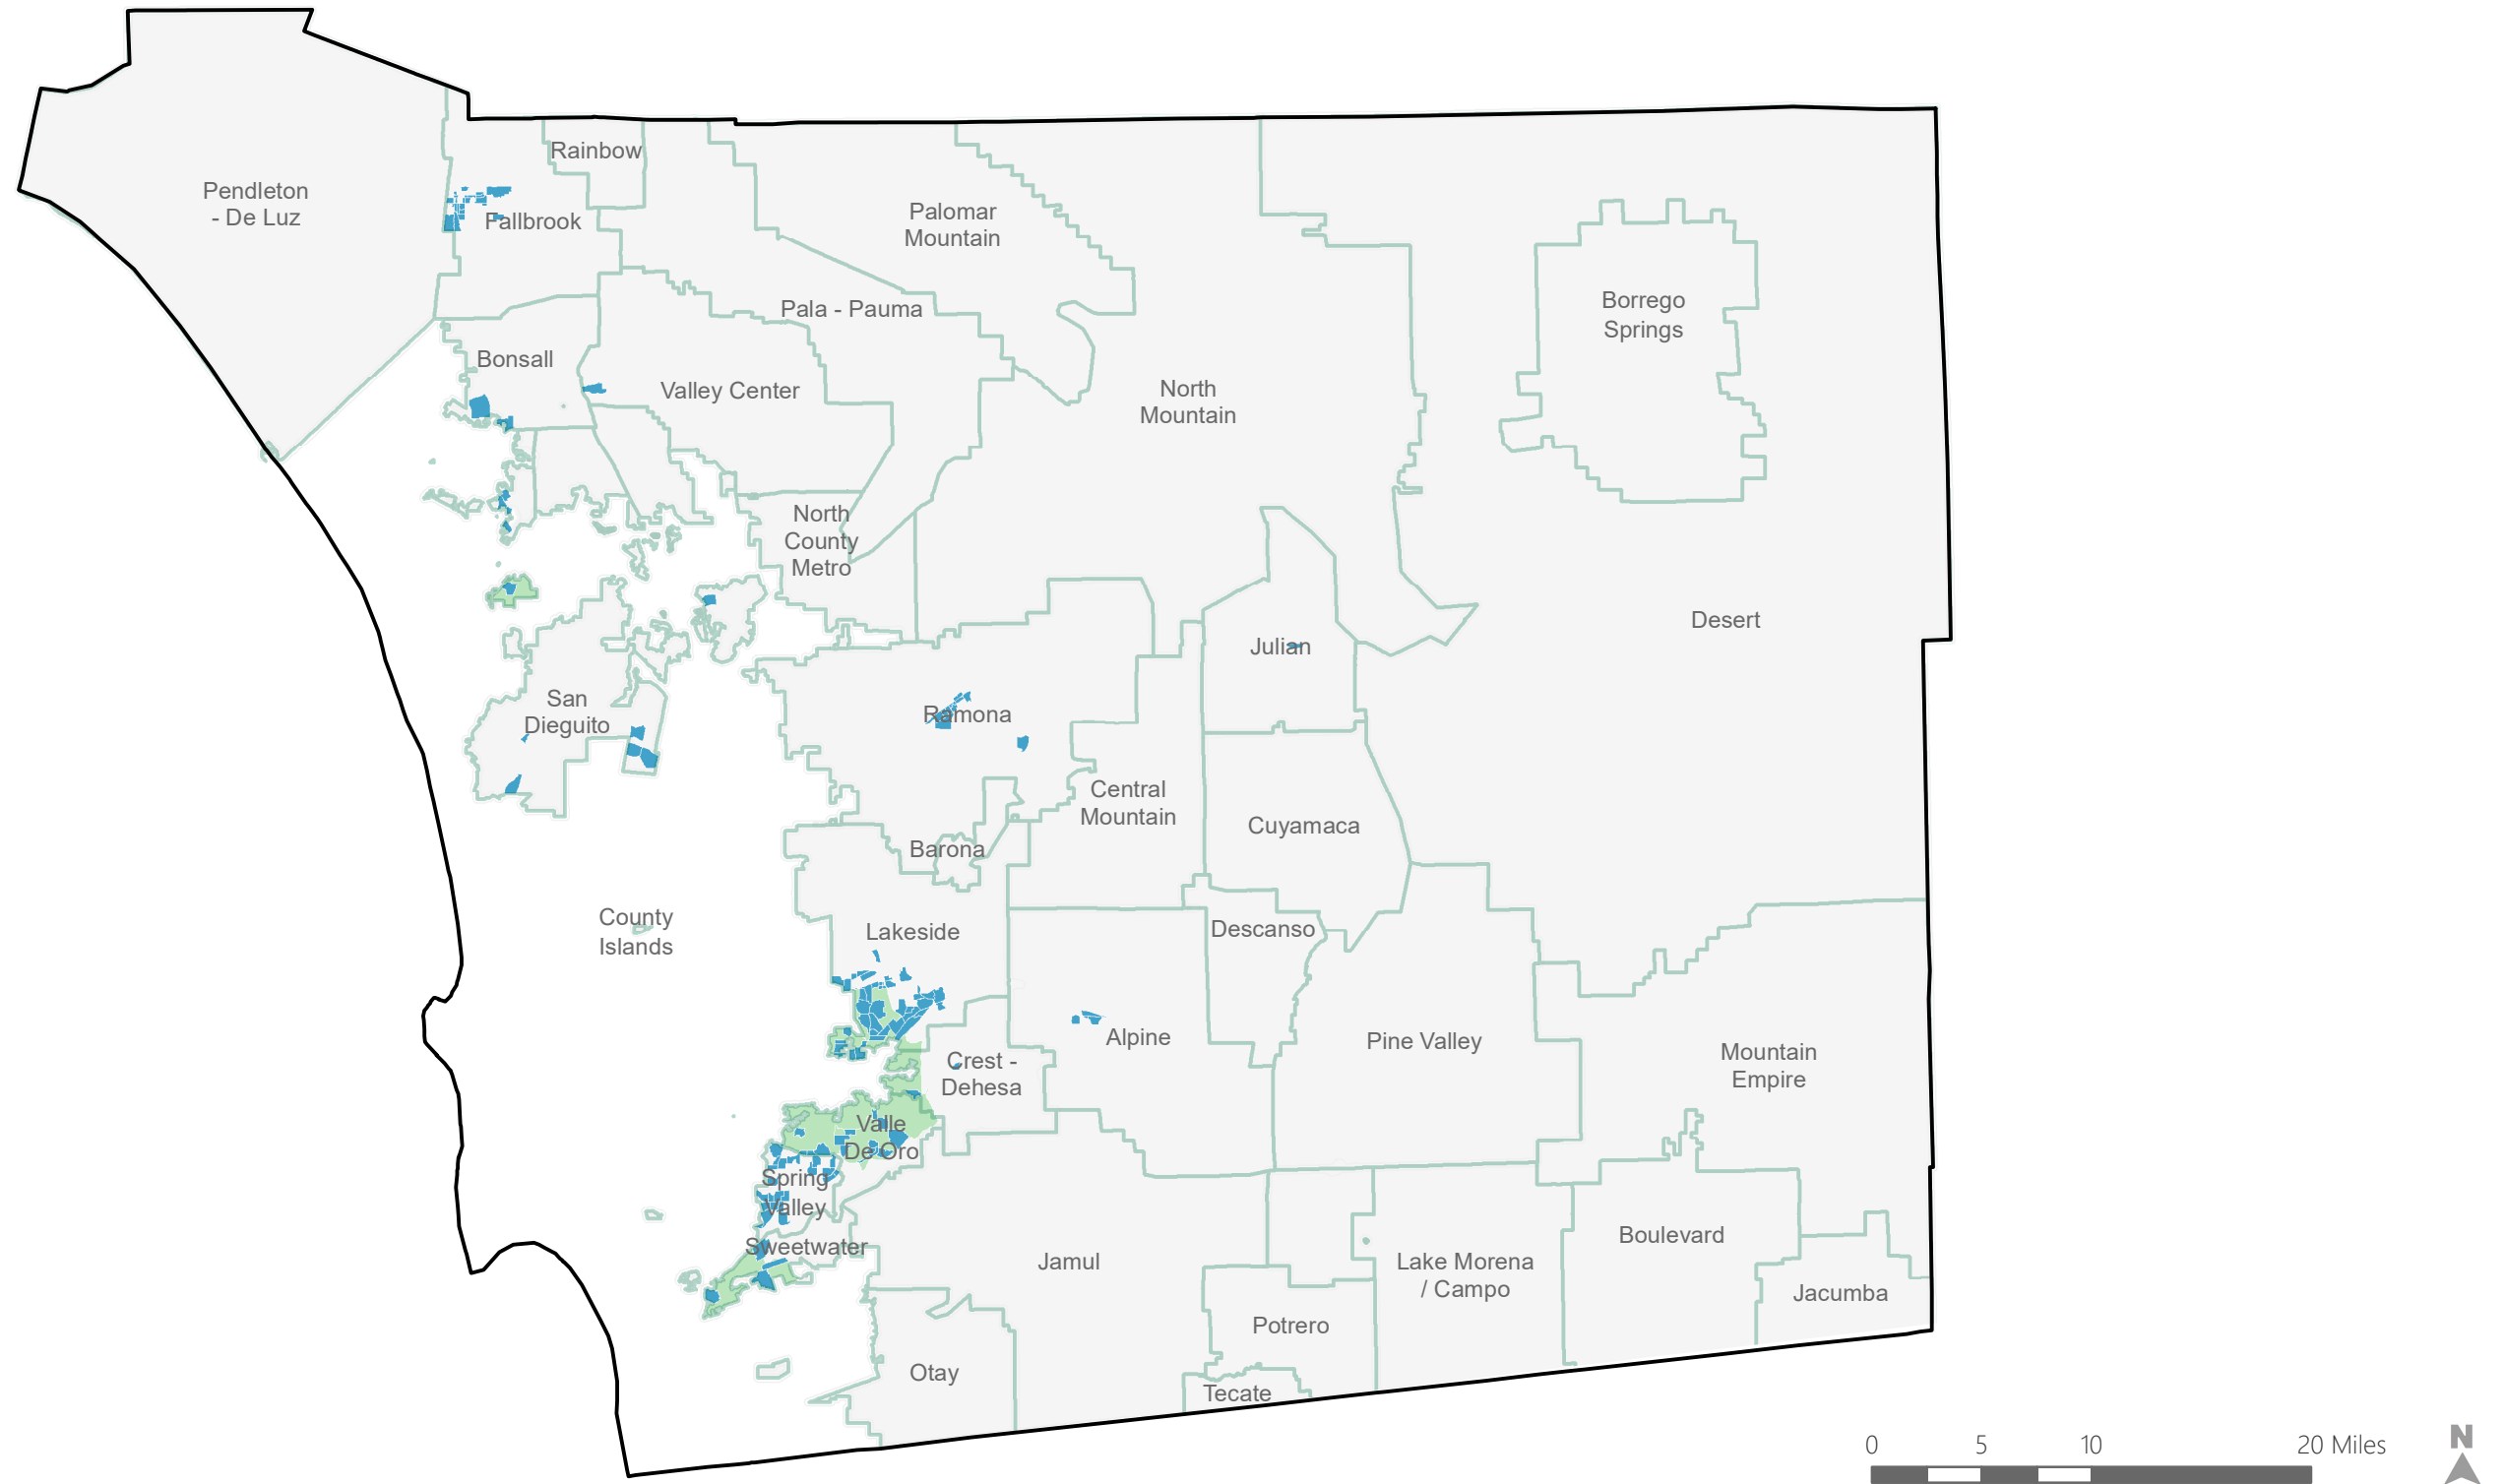 Rainbow
Pendleton
- De Luz
Fallbrook
Palomar
Mountain
Pala - Pauma
Borrego
Springs
Bonsall
Valley Center
North
Mountain
North
County
Metro
Desert
Julian
San
Dieguito
Ramona
Central
Mountain
Cuyamaca
Barona
County
Islands
Lakeside
Descanso
Alpine
Pine Valley
Crest -
Dehesa
Mountain
Empire
Valle
De Oro
Spring
Valley
Sweetwater
Jamul
Lake Morena
/ Campo
Boulevard
Jacumba
Potrero
Otay
Tecate
0 5 10 20 Miles
N